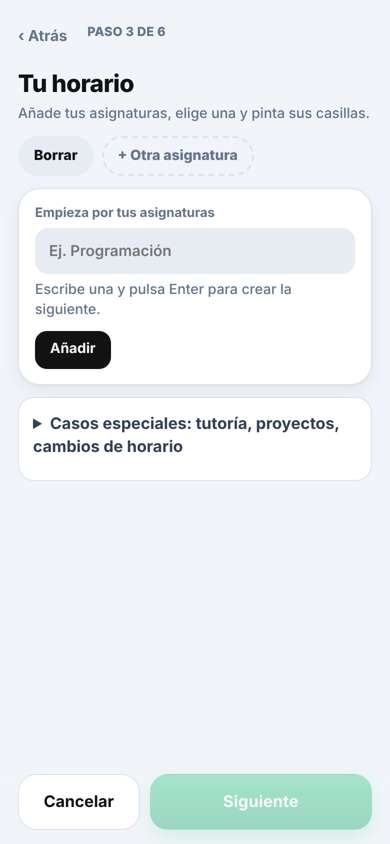 ‹ Atrás
PASO 3 DE 6
Tu horario
Añade tus asignaturas, elige una y pinta sus casillas.
Borrar
+ Otra asignatura
Empieza por tus asignaturas
Ej. Programación
Escribe una y pulsa Enter para crear la
siguiente.
Añadir
Casos especiales: tutoría, proyectos,
cambios de horario
Cancelar
Siguiente